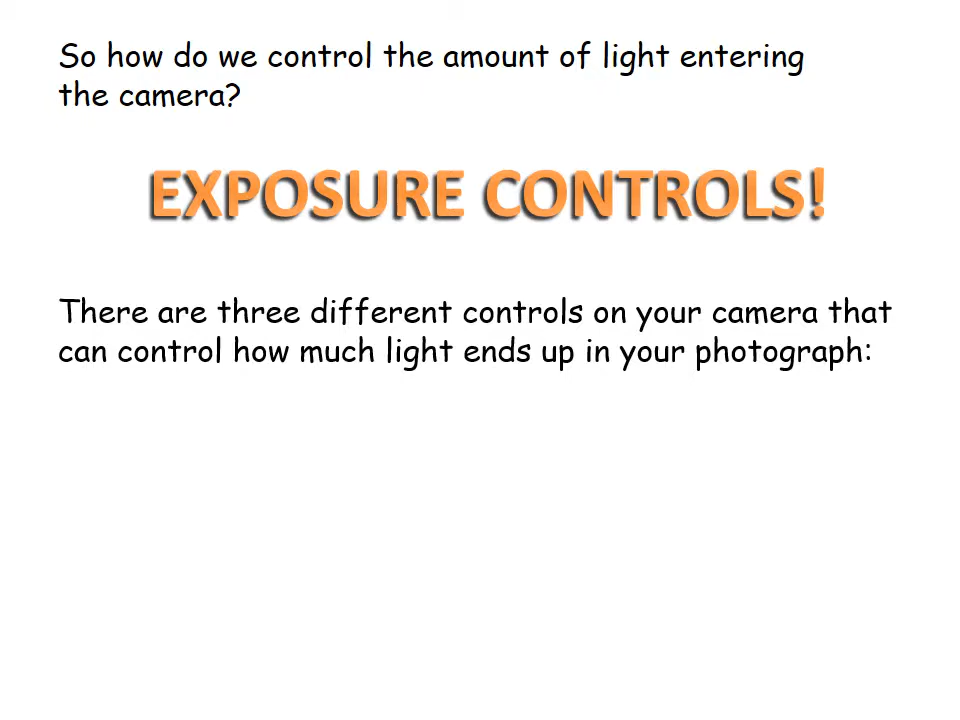 So how do we control the amount of light entering
the camera?
EXPOSURE CONTROLS!
There are three different controls on your camera that
can control how much light ends up in your photograph: